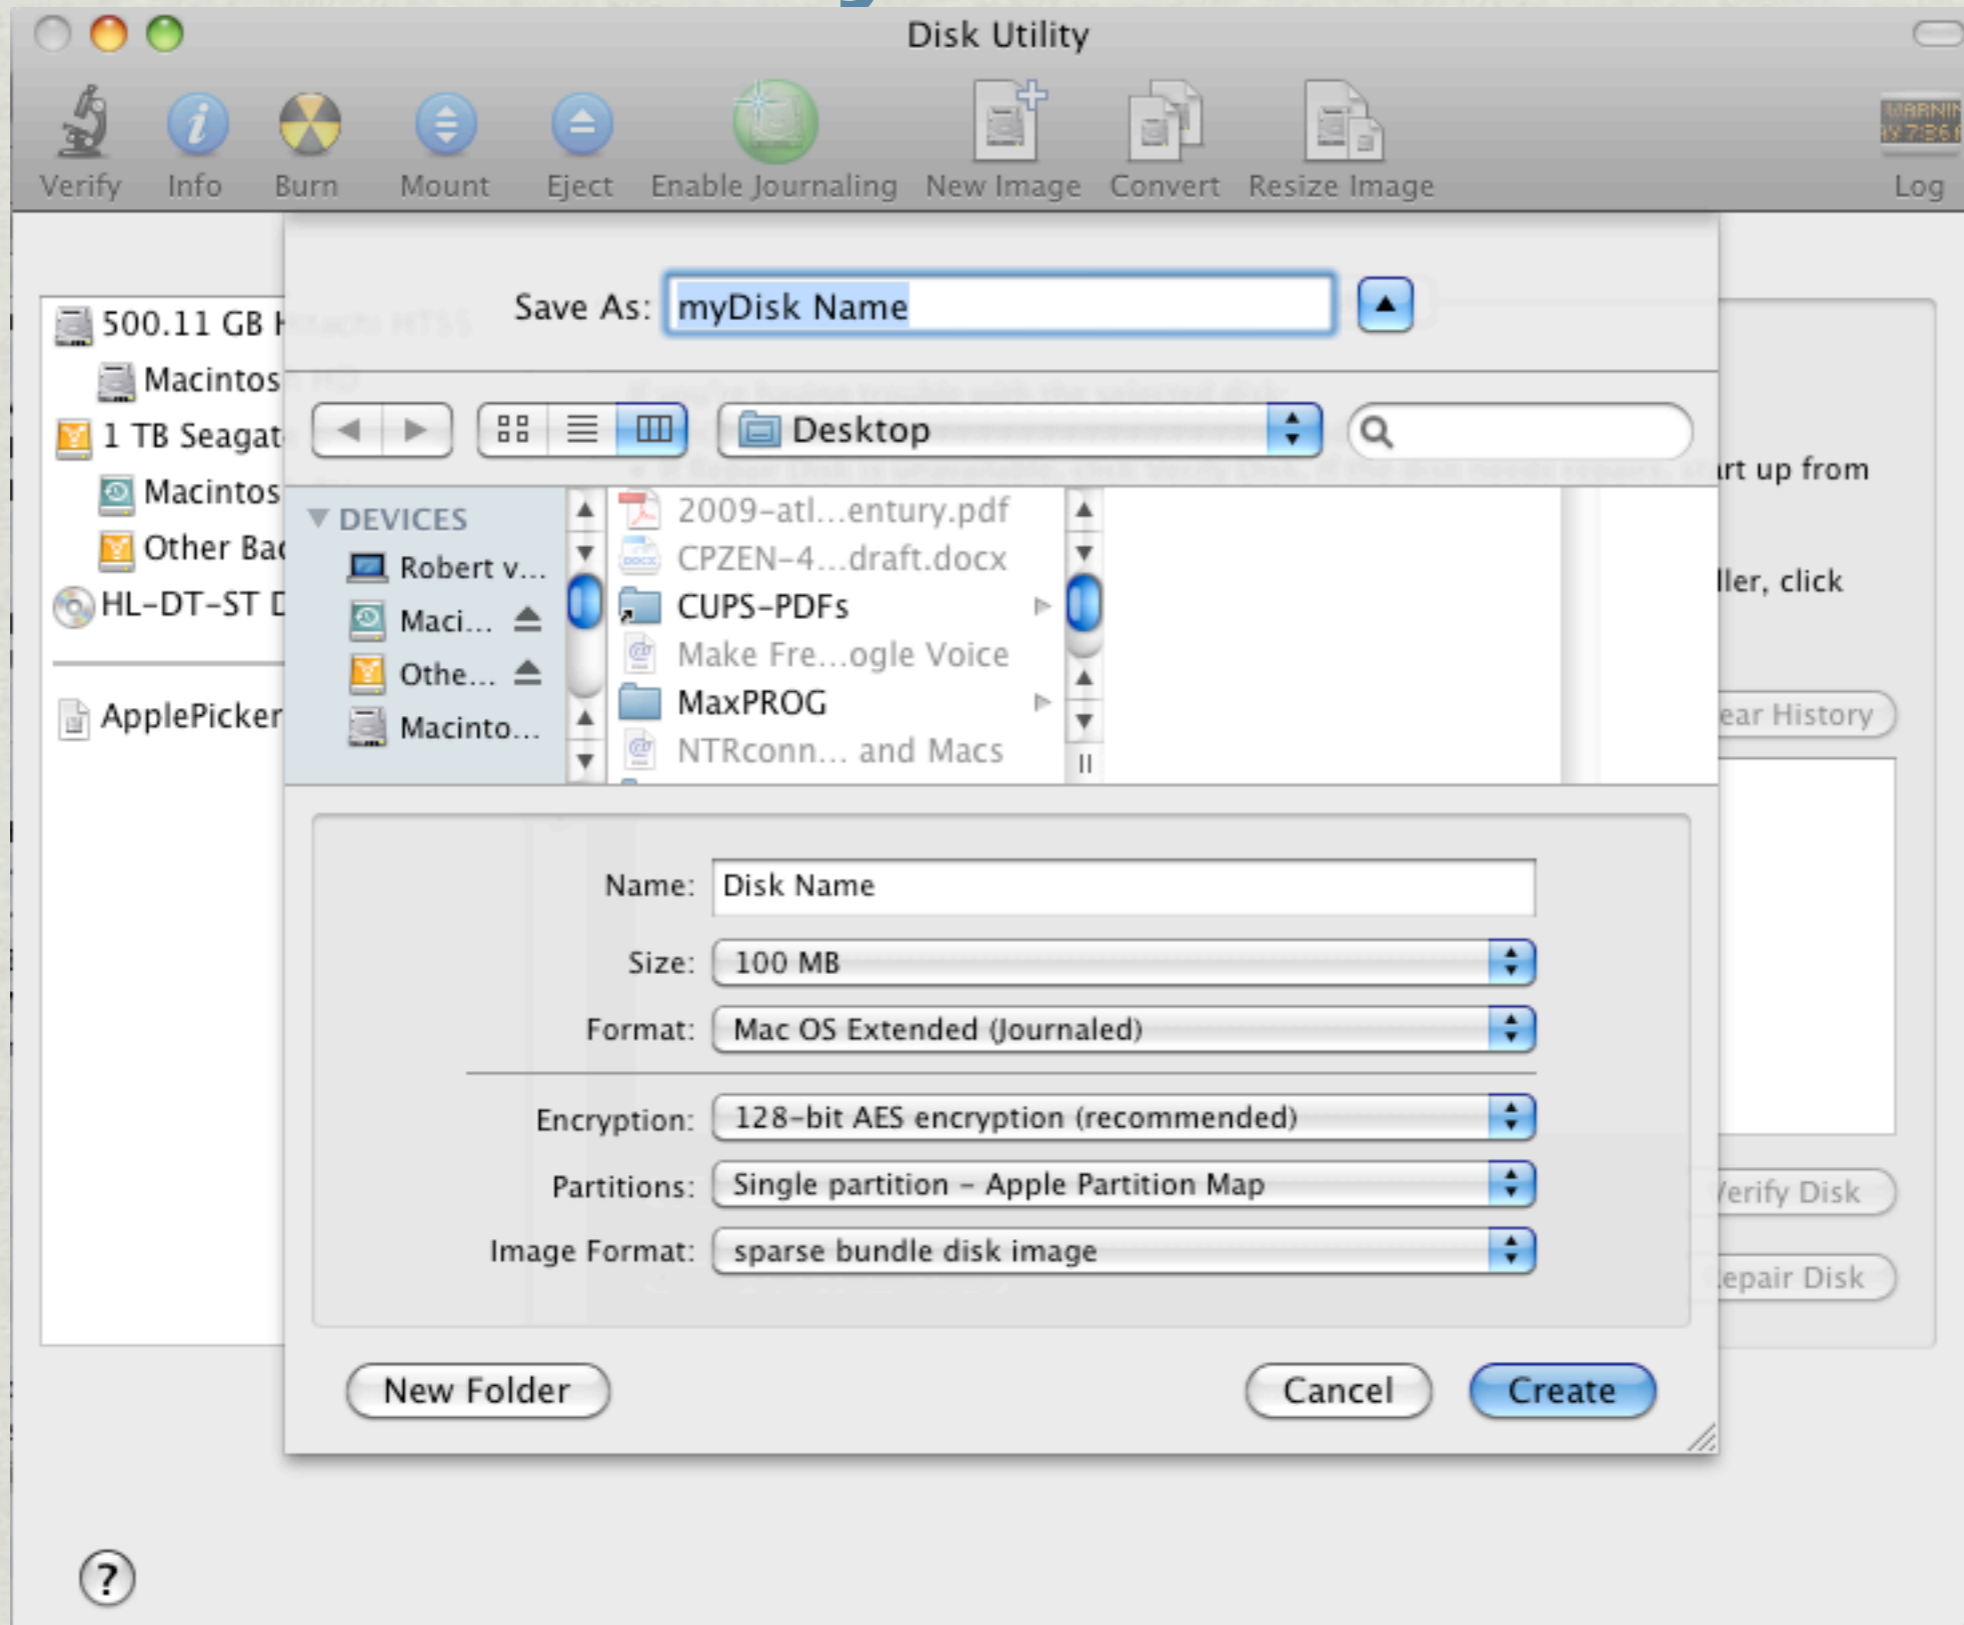 Disk Utility
Verify Info Burn Mount Eject Enable Journaling New Image Convert Resize Image Log
WARNIN
7:36
Save As: myDisk Name
500.11 GB H
Macintos
1 TB Seagat
Macintos
Other Bac
HL-DT-ST D
ApplePicker
Desktop
DEVICES
Robert v...
Maci...
Othe...
Macinto...
2009-atl...entury.pdf
CPZEN-4...draft.docx
CUPS-PDFs
Make Fre...ogle Voice
MaxPROG
NTRconn... and Macs
rt up from
ller, click
ear History
Verify Disk
epair Disk
Name: Disk Name
Size: 100 MB
Format: Mac OS Extended (Journaled)
Encryption: 128-bit AES encryption (recommended)
Partitions: Single partition - Apple Partition Map
Image Format: sparse bundle disk image
New Folder Cancel Create
?